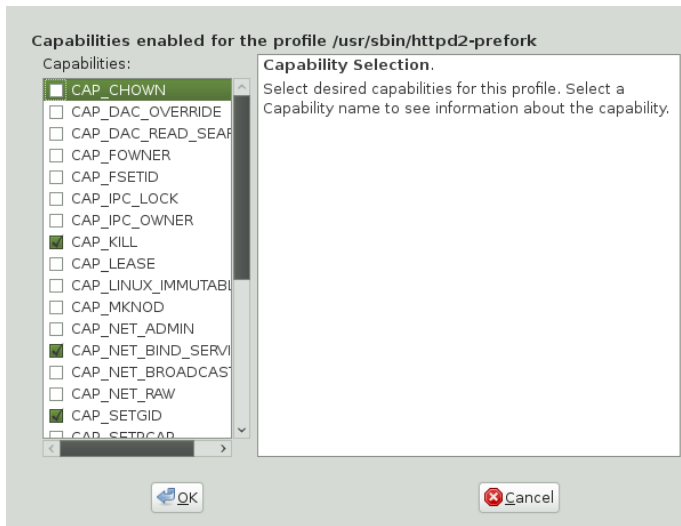 Capabilities enabled for the profile /usr/sbin/httpd2-prefork
Capabilities:
CAP_CHOWN
CAP_DAC_OVERRIDE
CAP_DAC_READ_SEAR
CAP_FOWNER
CAP_FSETID
CAP_IPC_LOCK
CAP_IPC_OWNER
CAP_KILL
CAP_LEASE
CAP_LINUX_IMMUTABL
CAP_MKNOD
CAP_NET_ADMIN
CAP_NET_BIND_SERVI
CAP_NET_BROADCAST
CAP_NET_RAW
CAP_SETGID
CAP_SETPCAP
Capability Selection.
Select desired capabilities for this profile. Select a
Capability name to see information about the capability.
OK
Cancel